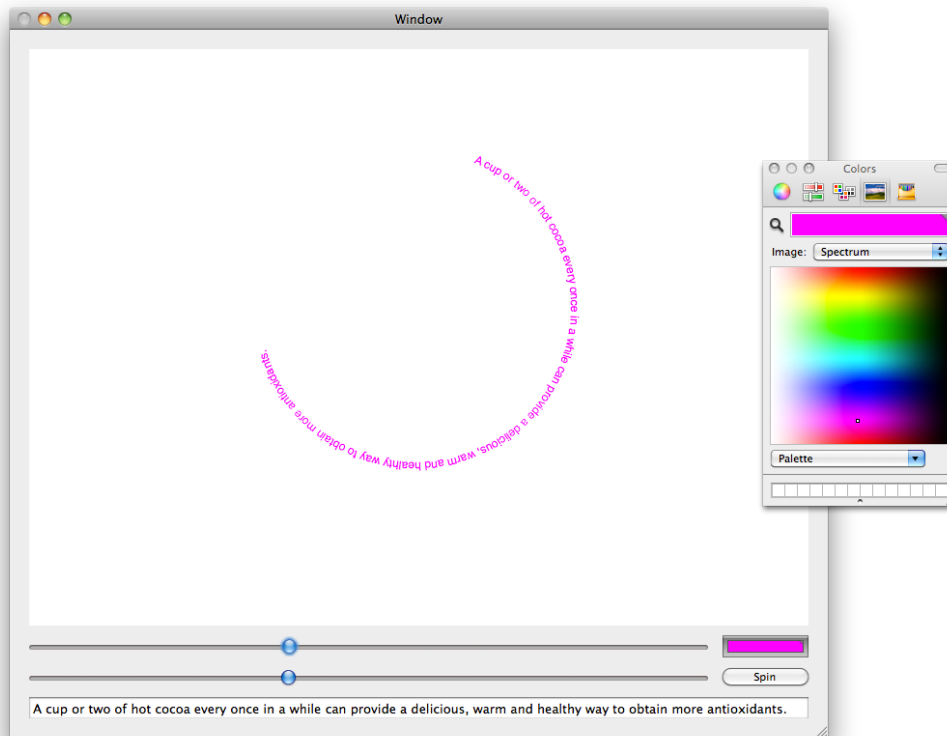 Window
A cup or two of hot cocoa every once in a while can provide a delicious, warm and healthy way to obtain more antioxidants.
Colors
Image: Spectrum
Palette
Spin
A cup or two of hot cocoa every once in a while can provide a delicious, warm and healthy way to obtain more antioxidants.